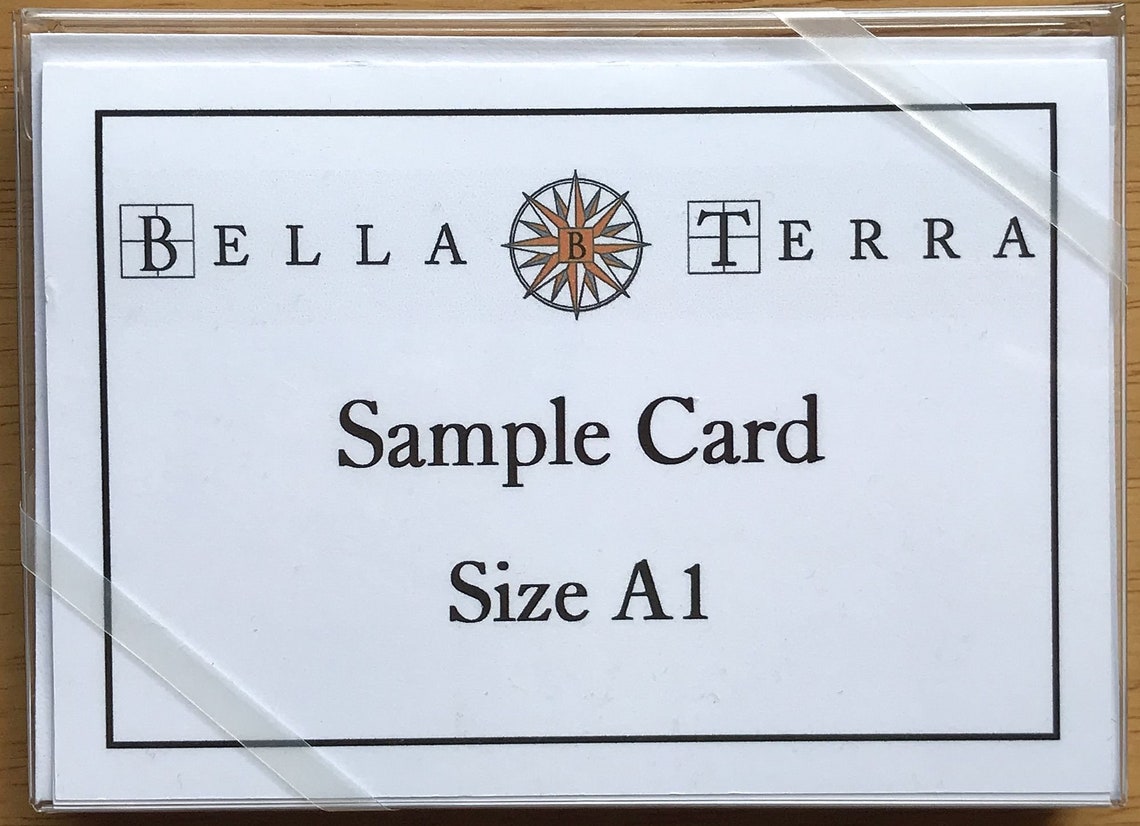 BELLA B TERRA
Sample Card
Size A1